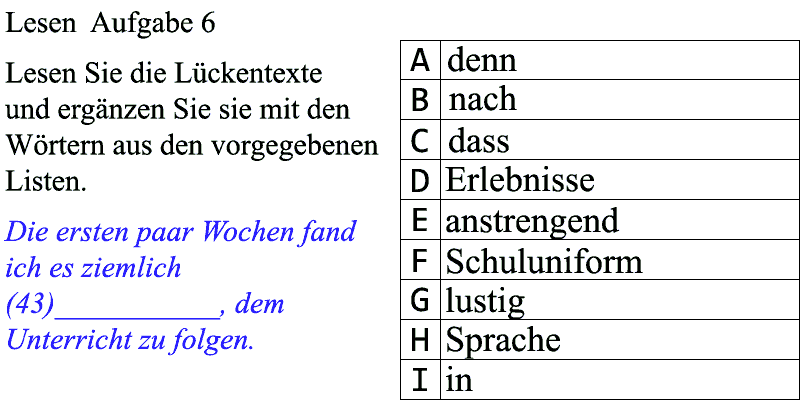 Lesen Aufgabe 6
Lesen Sie die Lückentexte
und ergänzen Sie sie mit den
Wörtern aus den vorgegebenen
Listen.
Die ersten paar Wochen fand
ich es ziemlich
(43)___________, dem
Unterricht zu folgen.
A denn
B nach
C dass
D Erlebnisse
E anstrengend
F Schuluniform
G lustig
H Sprache
I in